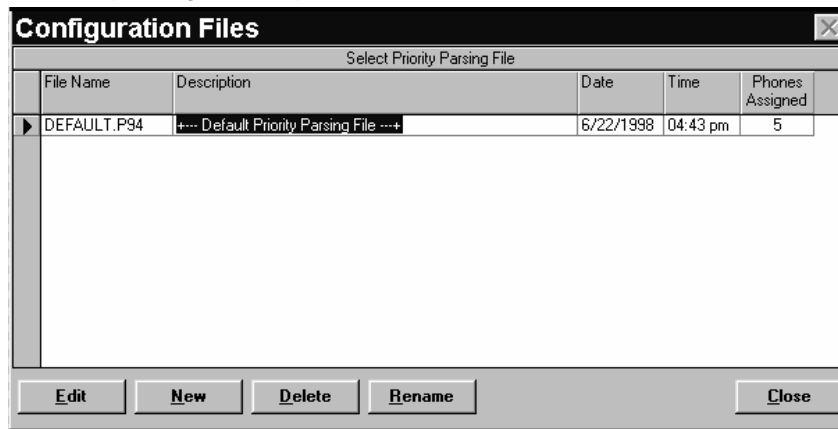 Configuration Files
Select Priority Parsing File
File Name Description Date Time Phones
Assigned
DEFAULT.P94 +--- Default Priority Parsing File ---+ 6/22/1998 04:43 pm 5
Edit New Delete Rename Close